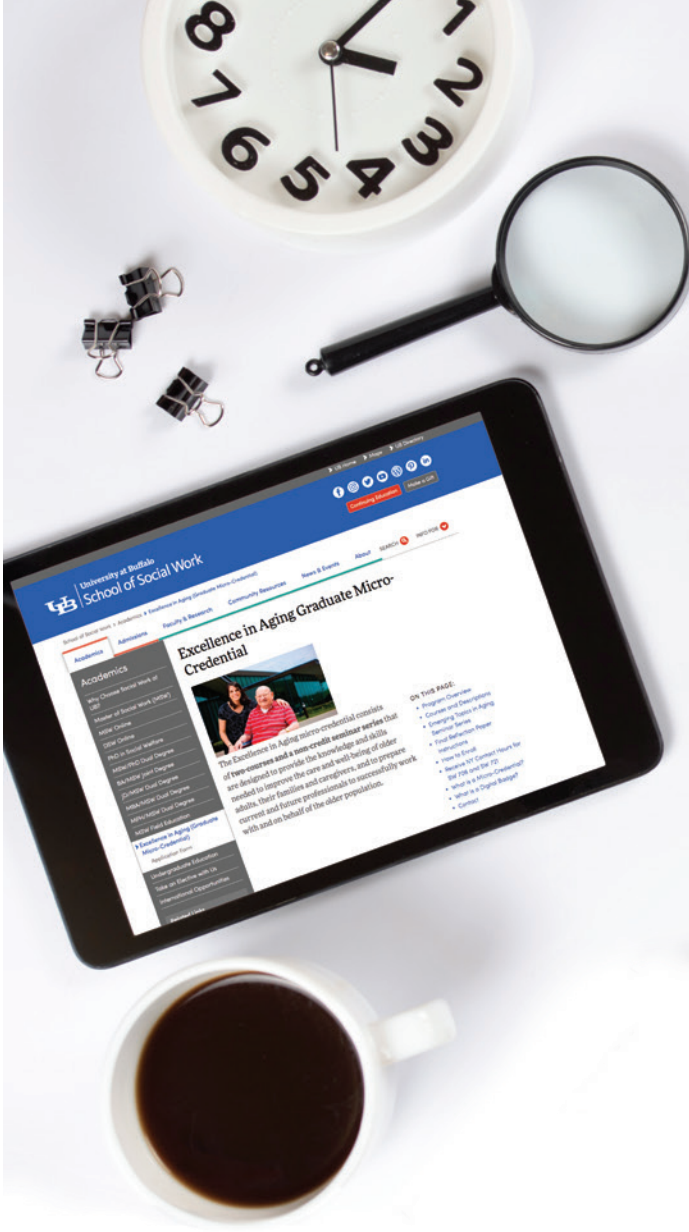 8
7
6
5
4
3
2
1
UB Home
Maps
UB Directory
Continuing Education
Make a Gift
UB
University at Buffalo
School of Social Work
School of Social Work > Academics > Excellence in Aging (Graduate Micro-Credential)
Academics
Admissions
Faculty & Research
Community Resources
News & Events
About
SEARCH
INFO FOR
Academics
Why Choose Social Work at
UB?
Master of Social Work (MSW)
MSW Online
DSW Online
PhD in Social Welfare
MSW/PhD Dual Degree
BA/MSW Joint Degree
JD/MSW Dual Degree
MBA/MSW Dual Degree
MPH/MSW Dual Degree
MSW Field Education
Excellence in Aging (Graduate
Micro-Credential)
Application Form
Undergraduate Education
Take an Elective with Us
International Opportunities
Related Links
Excellence in Aging Graduate Micro-
Credential
The Excellence in Aging micro-credential consists
of two-courses and a non-credit seminar series that
are designed to provide the knowledge and skills
needed to improve the care and well-being of older
adults, their families and caregivers, and to prepare
current and future professionals to successfully work
with and on behalf of the older population.
ON THIS PAGE:
Program Overview
Courses and Descriptions
Emerging Topics in Aging
Seminar Series
Final Reflection Paper
Instructions
How to Enroll
Receive NY Contact Hours for
SW 708 and SW 721
What is a Micro-Credential?
What is a Digital Badge?
Contact